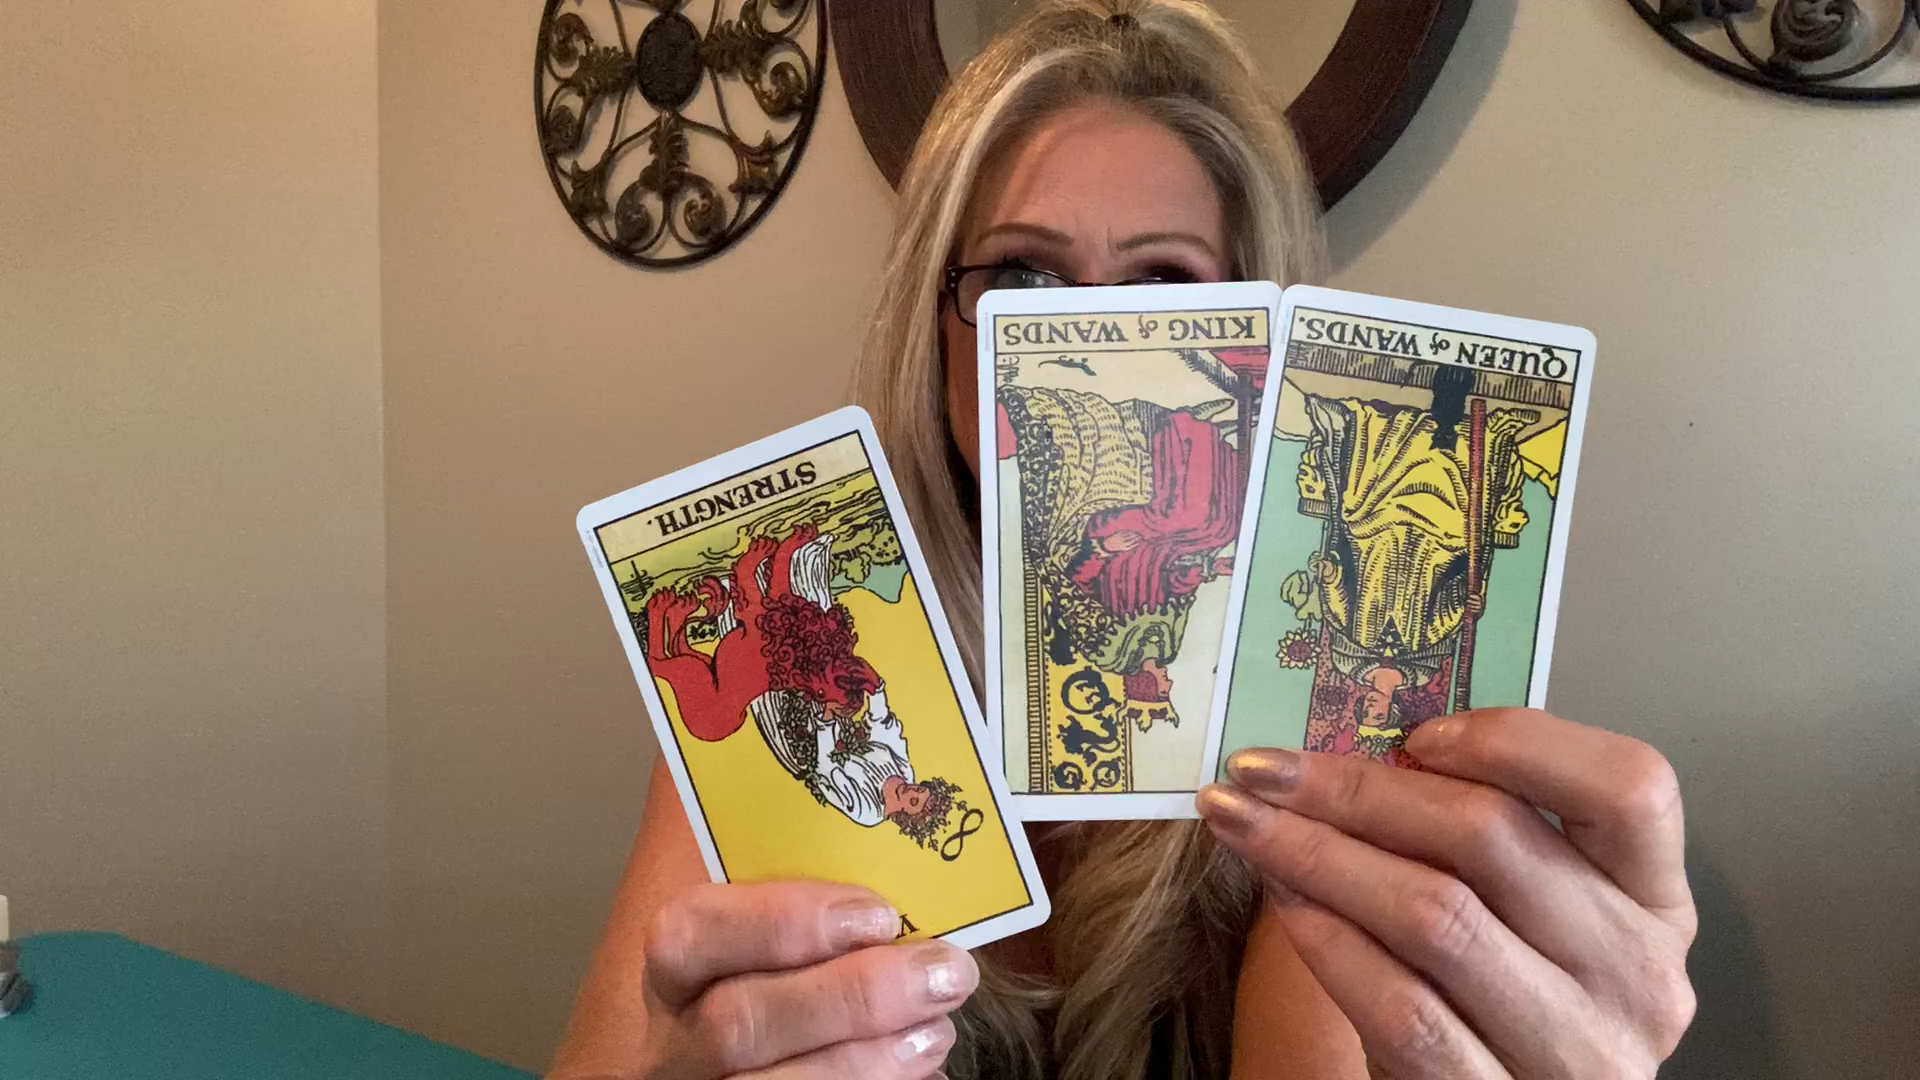 STRENGTH.
KING of WANDS
QUEEN of WANDS.
V